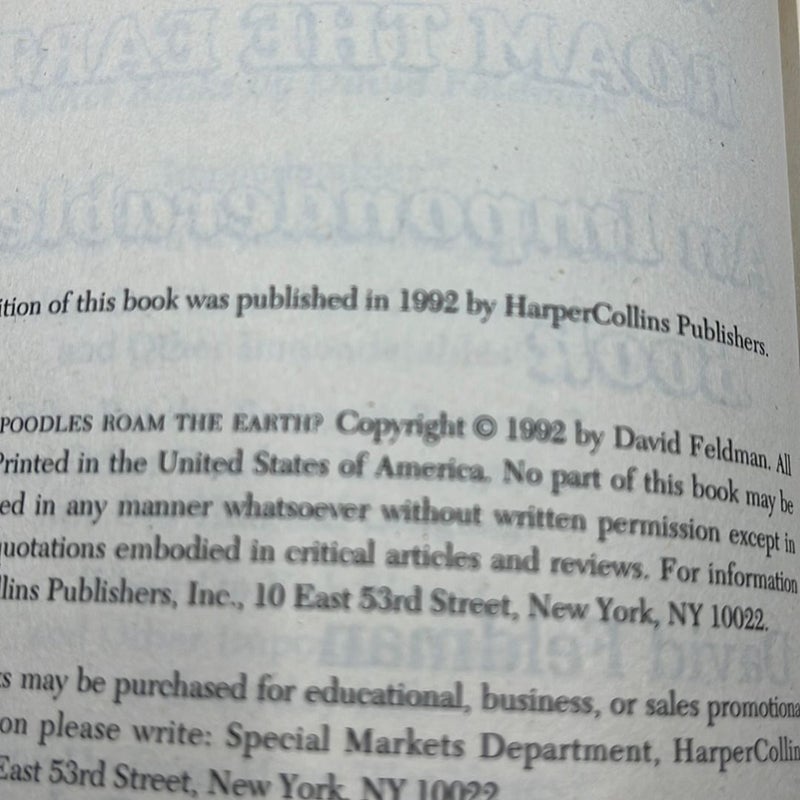 ition of this book was published in 1992 by HarperCollins Publishers.
POODLES ROAM THE EARTH? Copyright © 1992 by David Feldman. All
Printed in the United States of America. No part of this book may be
ed in any manner whatsoever without written permission except in
quotations embodied in critical articles and reviews. For information
llins Publishers, Inc., 10 East 53rd Street, New York, NY 10022.
s may be purchased for educational, business, or sales promotiona
on please write: Special Markets Department, HarperCollin
East 53rd Street, New York, NY 10022